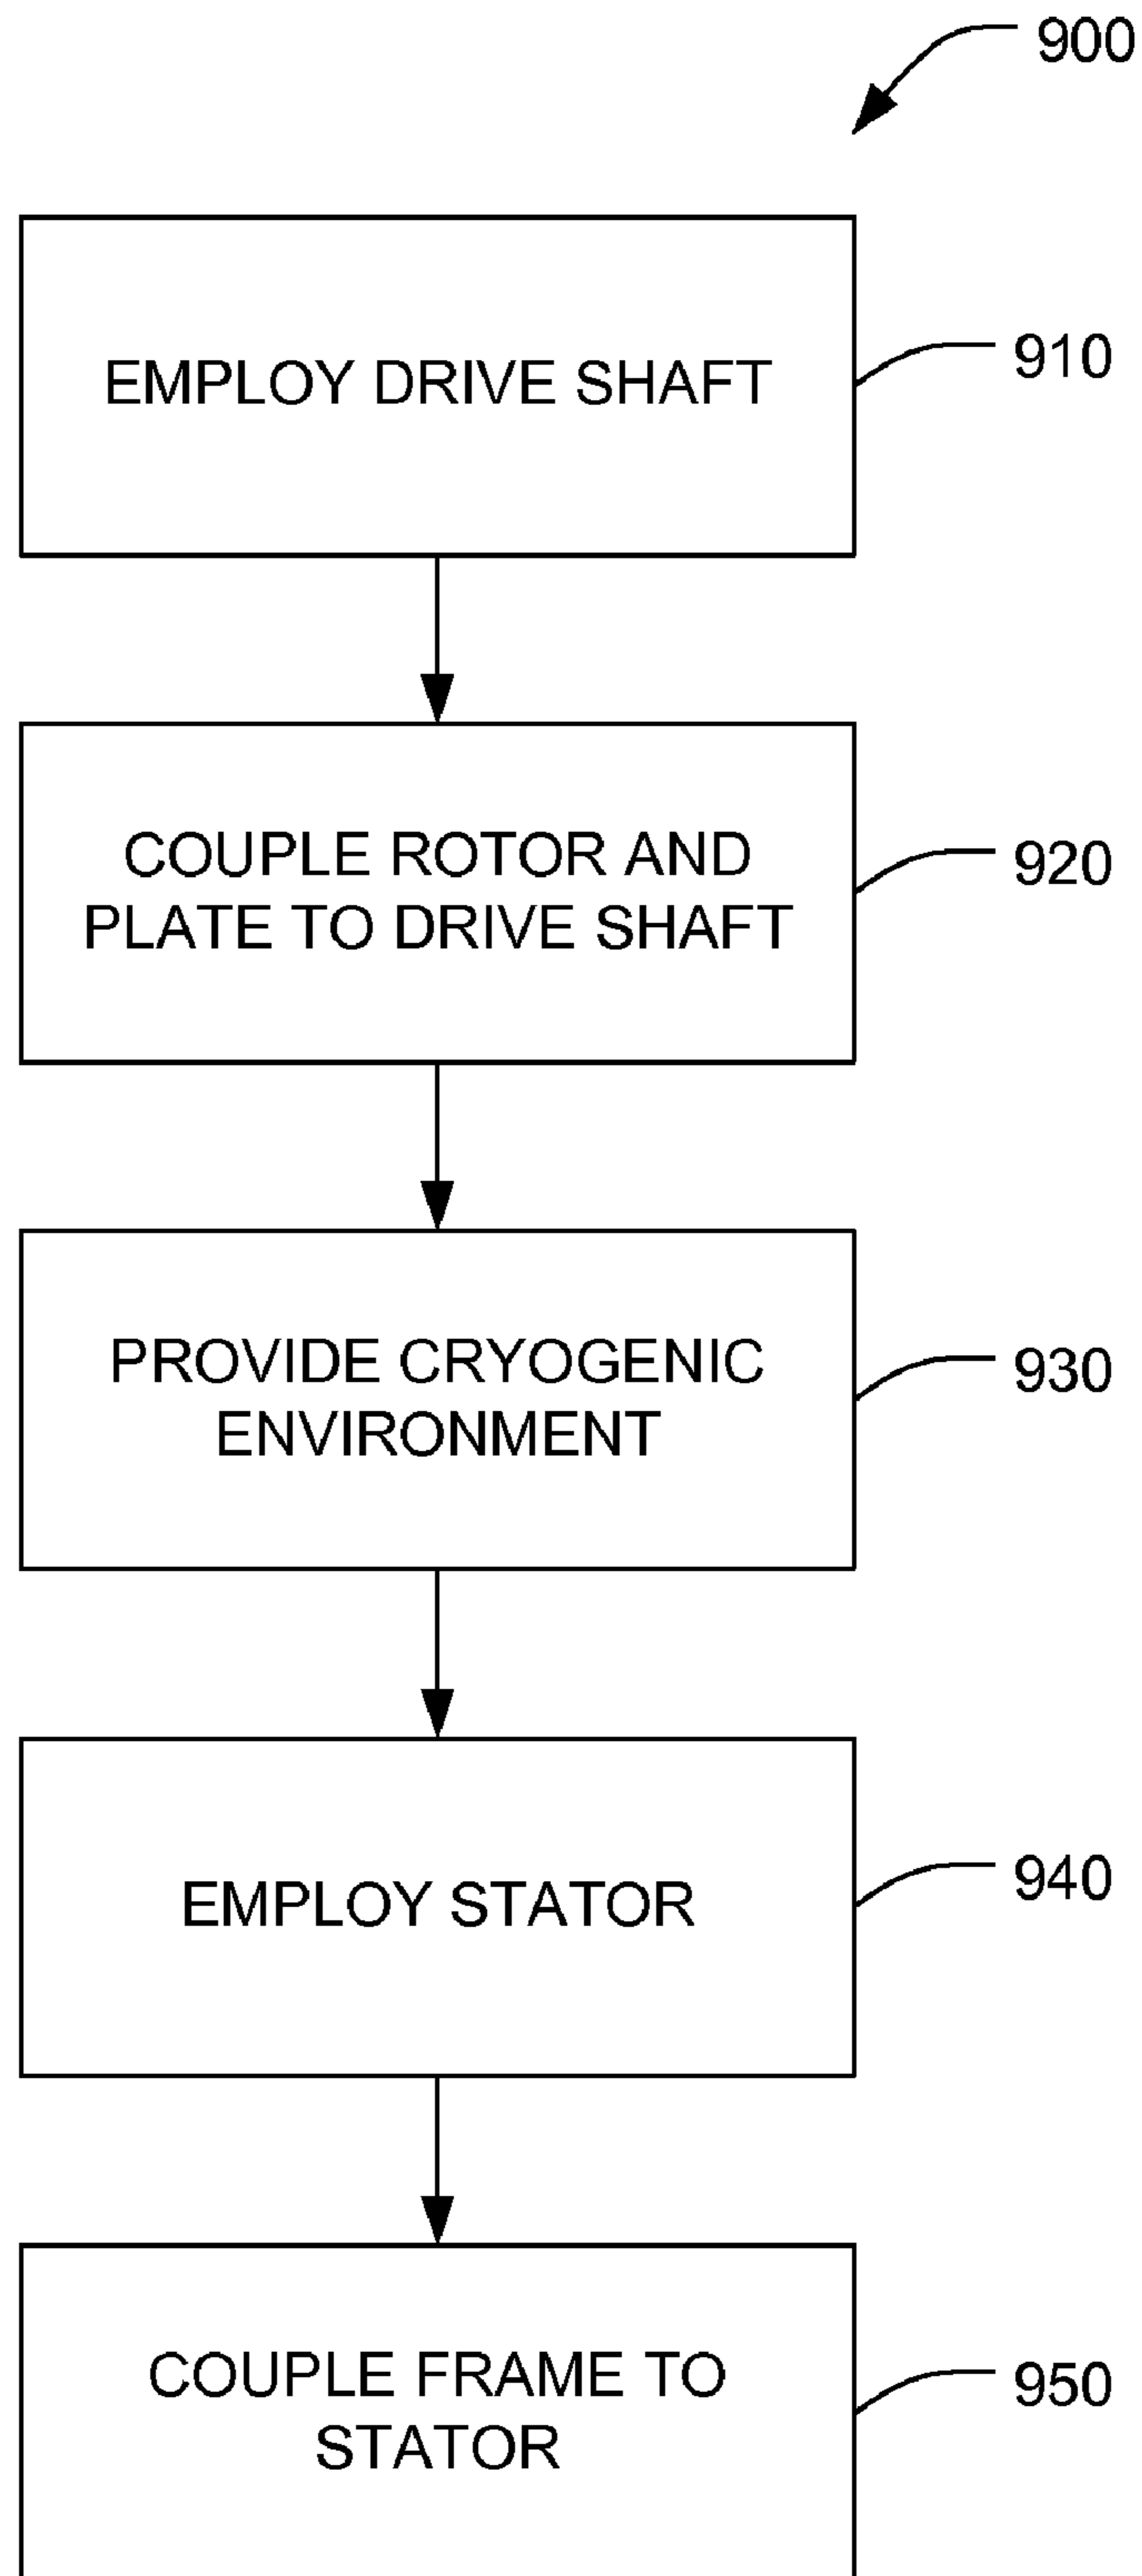 900
EMPLOY DRIVE SHAFT
910
COUPLE ROTOR AND
PLATE TO DRIVE SHAFT
920
PROVIDE CRYOGENIC
ENVIRONMENT
930
EMPLOY STATOR
940
COUPLE FRAME TO
STATOR
950